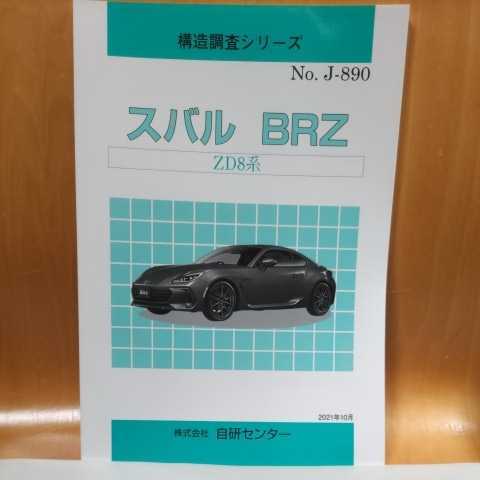 構造調査シリーズ
No. J-890
スバル BRZ
ZD8系
2021年10月
株式会社 自研センター